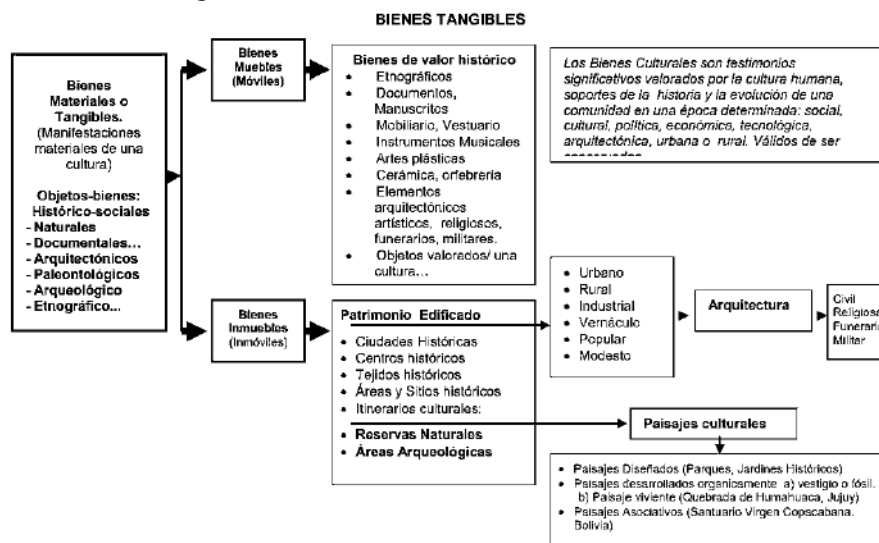 BIENES TANGIBLES
Bienes
Materiales o
Tangibles.
(Manifestaciones
materiales de una
cultura)
Objetos-bienes:
Histórico-sociales
- Naturales
- Documentales...
- Arquitectónicos
- Paleontológicos
- Arqueológico
- Etnográfico...
Bienes
Muebles
(Móviles)
Bienes de valor histórico
• Etnográficos
• Documentos,
Manuscritos
• Mobiliario, Vestuario
• Instrumentos Musicales
• Artes plásticas
• Cerámica, orfebrería
• Elementos
arquitectónicos
artísticos, religiosos,
funerarios, militares.
• Objetos valorados/ una
cultura...
Los Bienes Culturales son testimonios
significativos valorados por la cultura humana,
soportes de la historia y la evolución de una
comunidad en una época determinada: social,
cultural, política, económica, tecnológica,
arquitectónica, urbana o rural. Válidos de ser
Bienes
Inmuebles
(Inmóviles)
Patrimonio Edificado
• Ciudades Históricas
• Centros históricos
• Tejidos históricos
• Áreas y Sitios históricos
• Itinerarios culturales:
• Reservas Naturales
• Áreas Arqueológicas
• Urbano
• Rural
• Industrial
• Vernáculo
• Popular
• Modesto
Arquitectura
Civil
Religiosa
Funeraria
Militar
Paisajes culturales
• Paisajes Diseñados (Parques, Jardines Históricos)
• Paisajes desarrollados organicamente a) vestigio o fósil.
b) Paisaje viviente (Quebrada de Humahuaca, Jujuy)
• Paisajes Asociativos (Santuario Virgen Copacabana.
Bolivia)